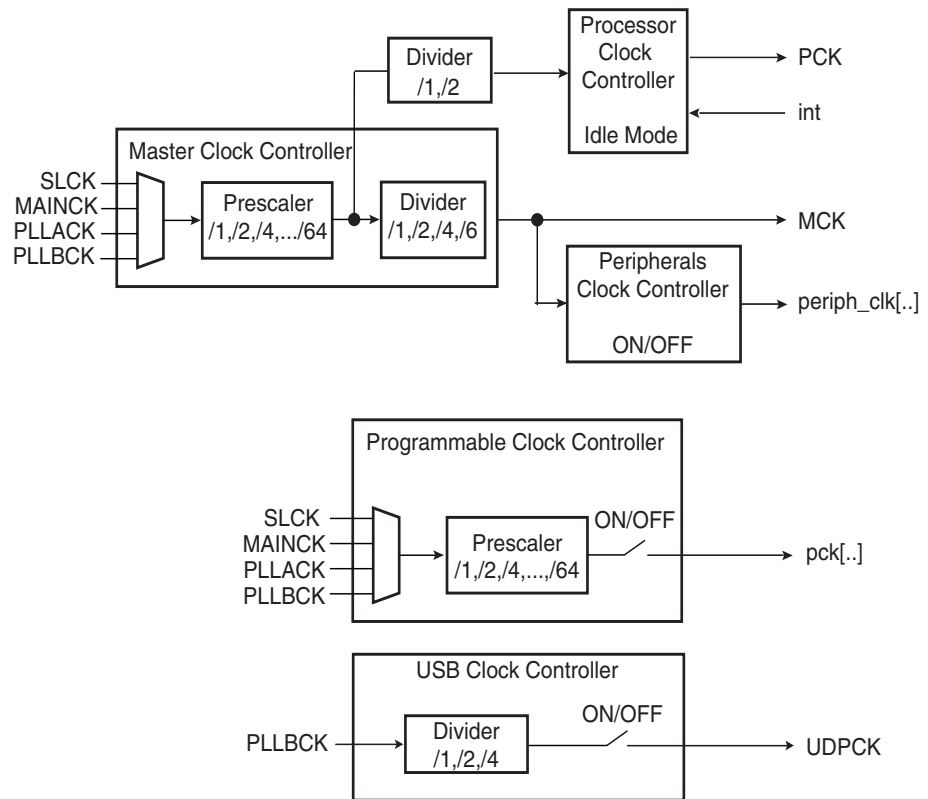 Processor
Clock
Controller
Idle Mode
Divider
/1,/2
PCK
int
Master Clock Controller
SLCK
MAINCK
PLLACK
PLLBCK
Prescaler
/1,/2,/4,.../64
Divider
/1,/2,/4,/6
MCK
Peripherals
Clock Controller
ON/OFF
periph_clk[..]
Programmable Clock Controller
SLCK
MAINCK
PLLACK
PLLBCK
Prescaler
/1,/2,/4,...,/64
ON/OFF
pck[..]
USB Clock Controller
PLLBCK
Divider
/1,/2,/4
ON/OFF
UDPCK